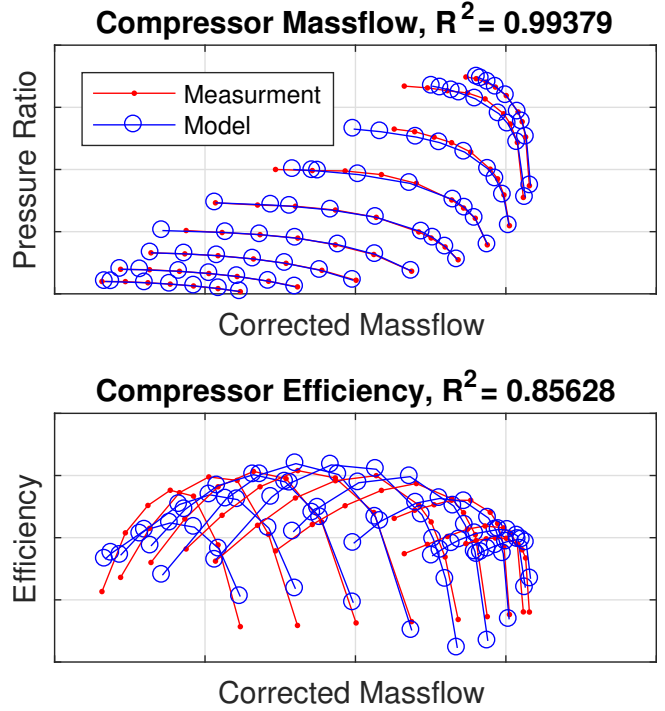 Compressor Massflow, R² = 0.99379
Pressure Ratio
Measurment
Model
Corrected Massflow
Compressor Efficiency, R² = 0.85628
Efficiency
Corrected Massflow